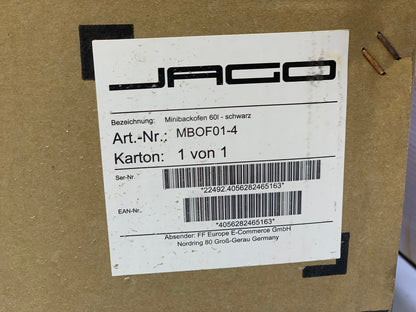 JAGO
Bezeichnung: Minibackofen 60l - schwarz
Art.-Nr.: MBOF01-4
Karton: 1 von 1
Ser-Nr.
*22492.4056282465163*
EAN-Nr.
*4056282465163*
Absender: FF Europe E-Commerce GmbH
Nordring 80 Groß-Gerau Germany